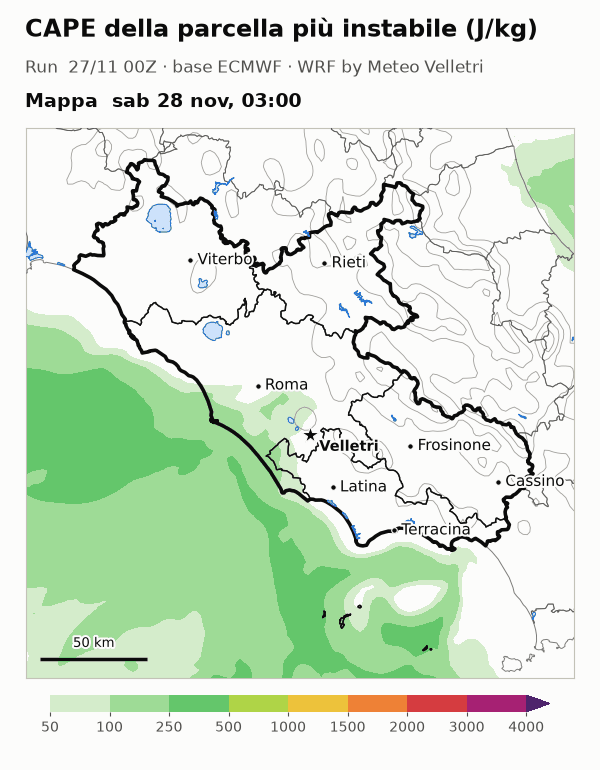 CAPE della parcella più instabile (J/kg)
Run  27/11 00Z · base ECMWF · WRF by Meteo Velletri
Mappa  sab 28 nov, 03:00
Viterbo
Rieti
Roma
Velletri
Frosinone
Cassino
Latina
Terracina
50 km
50 100 250 500 1000 1500 2000 3000 4000